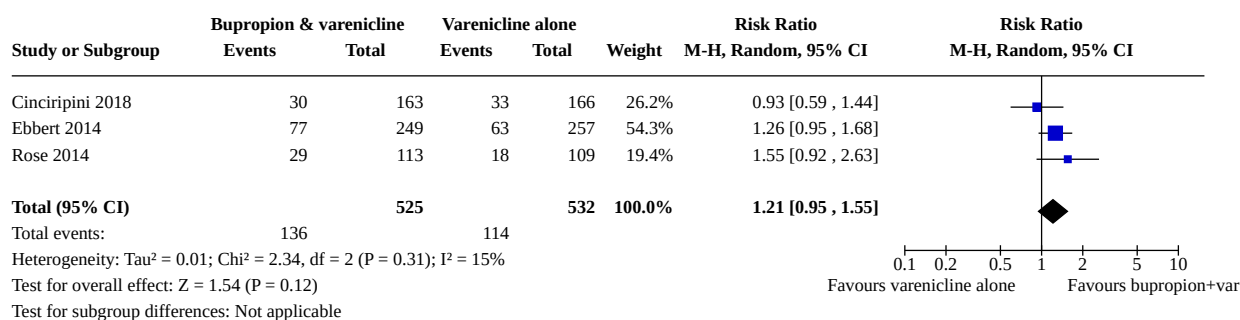 Bupropion & varenicline Varenicline alone Risk Ratio Risk Ratio
Study or Subgroup Events Total Events Total Weight M-H, Random, 95% CI M-H, Random, 95% CI
Cinciripini 2018 30 163 33 166 26.2% 0.93 [0.59 , 1.44]
Ebbert 2014 77 249 63 257 54.3% 1.26 [0.95 , 1.68]
Rose 2014 29 113 18 109 19.4% 1.55 [0.92 , 2.63]
Total (95% CI) 525 532 100.0% 1.21 [0.95 , 1.55]
Total events: 136 114
Heterogeneity: Tau² = 0.01; Chi² = 2.34, df = 2 (P = 0.31); I² = 15%
0.1 0.2 0.5 1 2 5 10
Test for overall effect: Z = 1.54 (P = 0.12)
Favours varenicline alone Favours bupropion+var
Test for subgroup differences: Not applicable